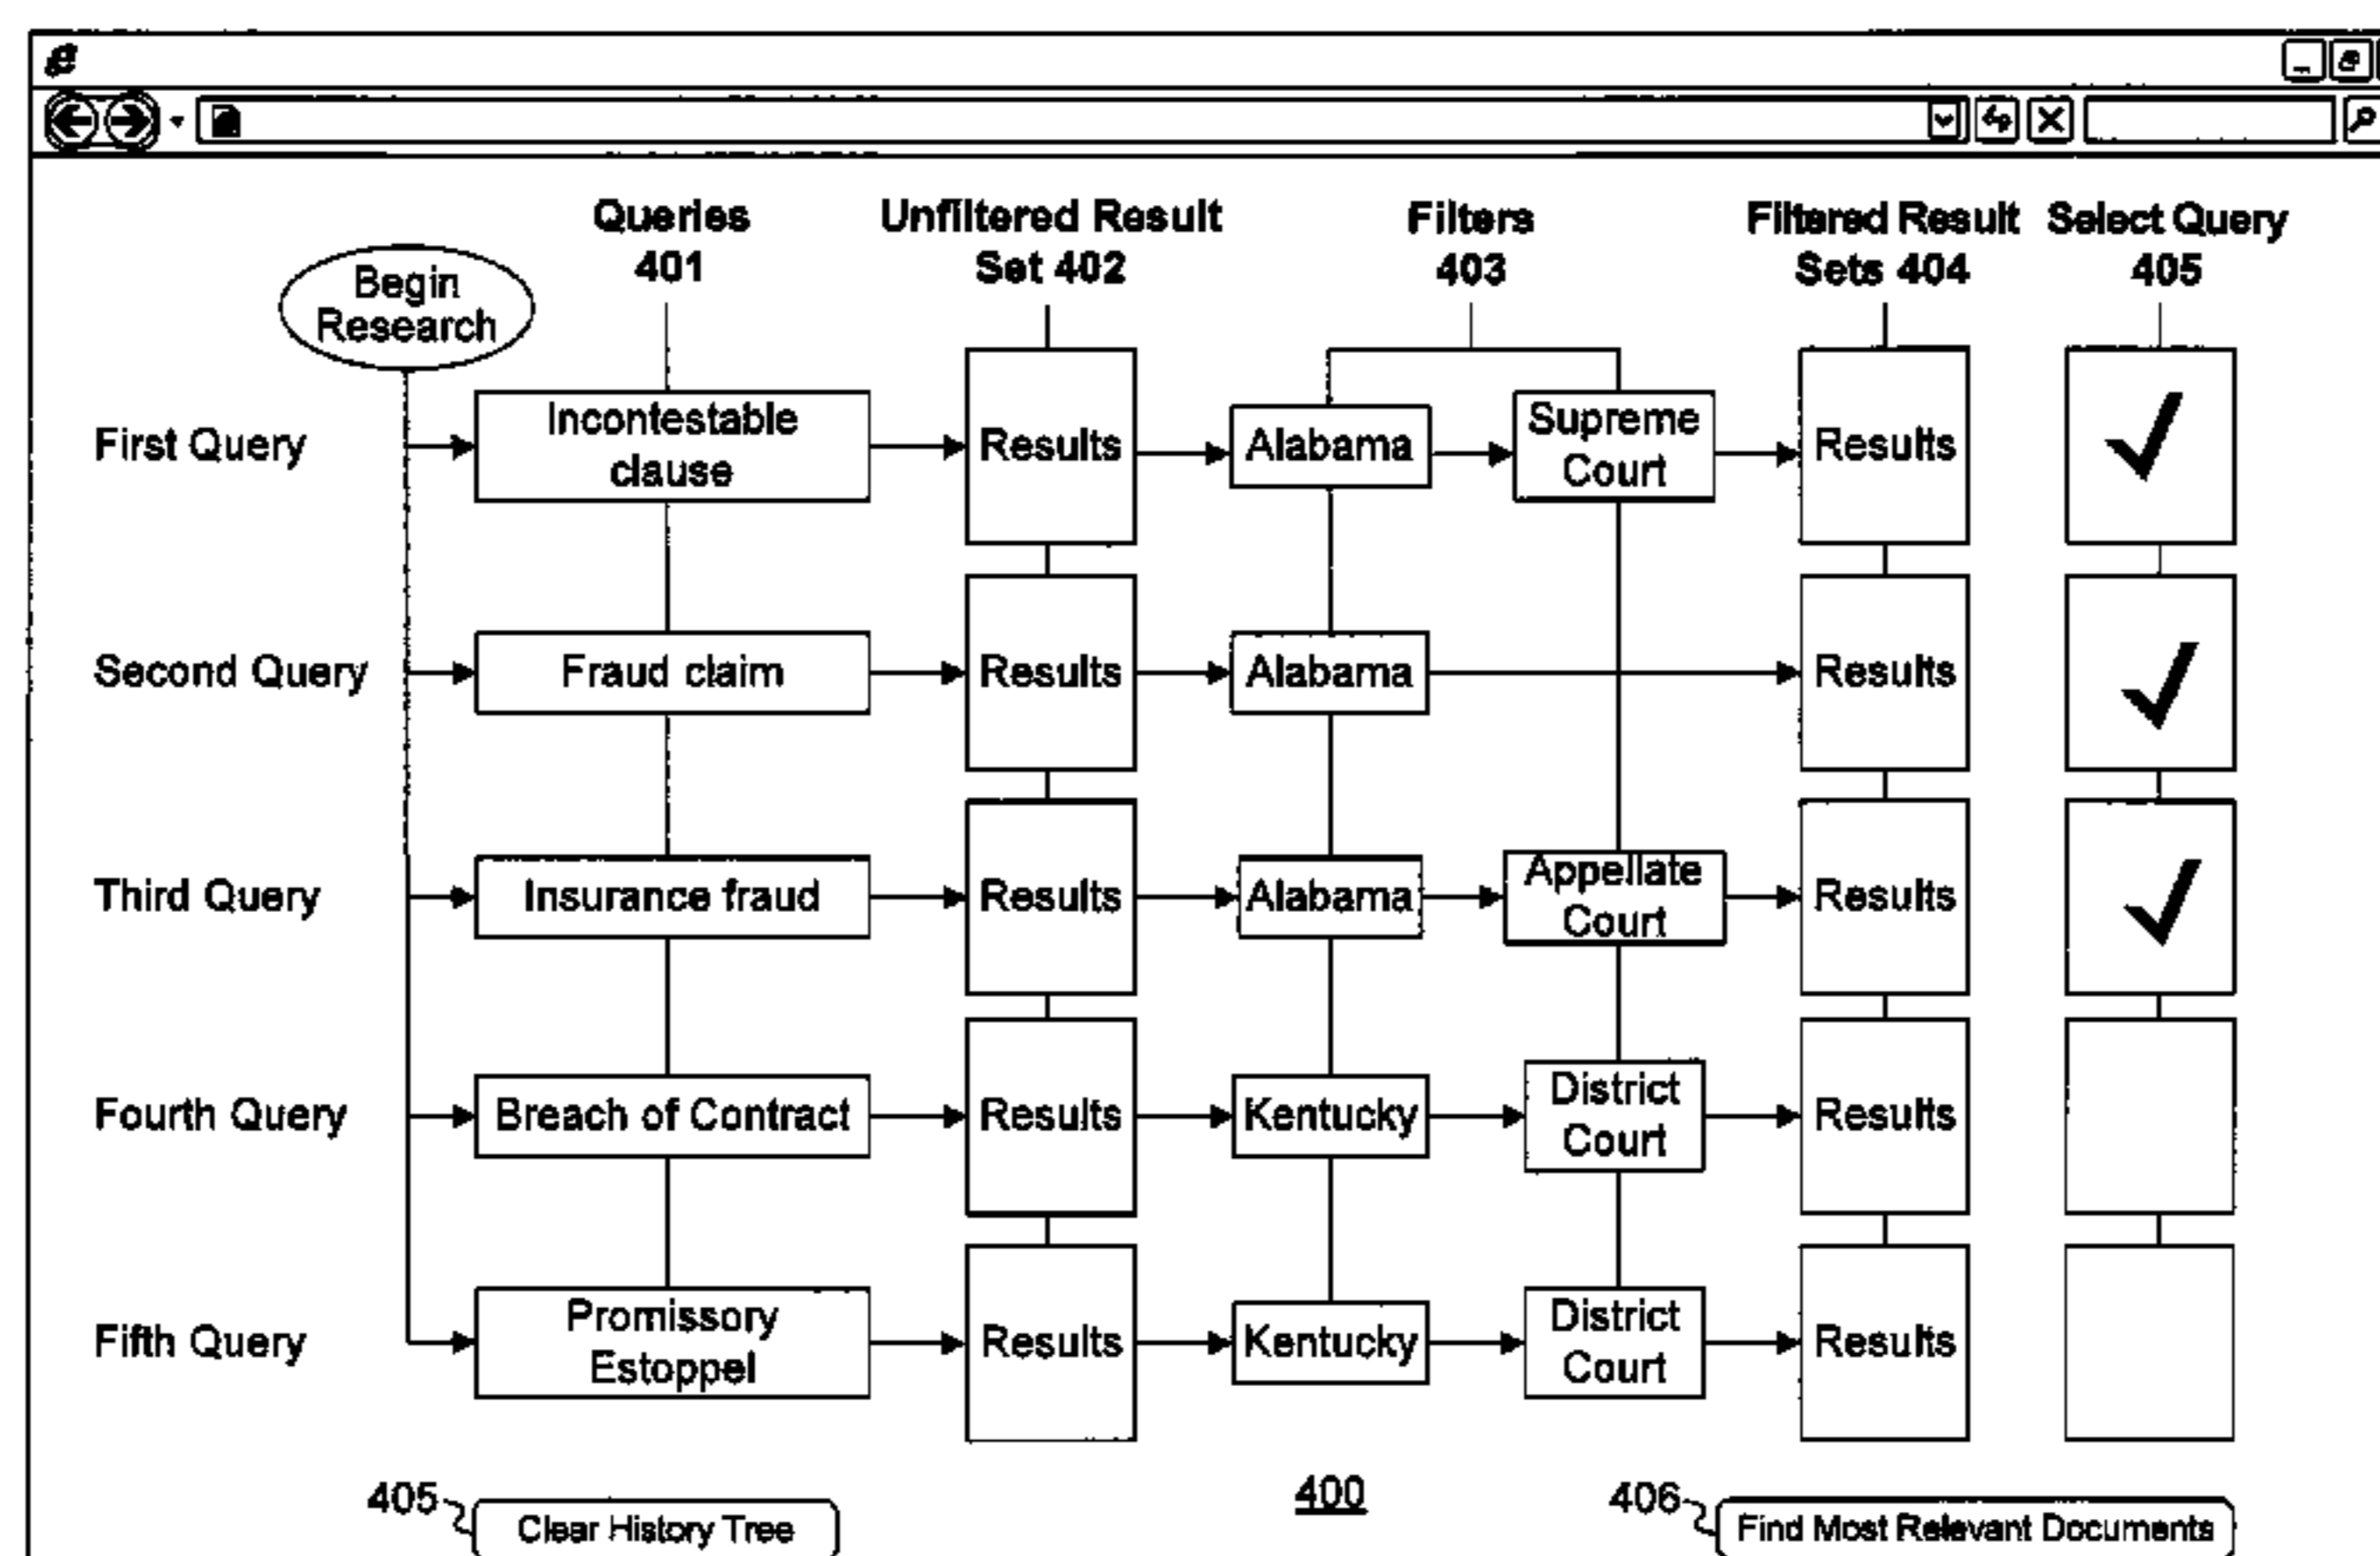 Queries
401
Unfiltered Result
Set 402
Filters
403
Filtered Result
Sets 404
Select Query
405
Begin
Research
First Query
Incontestable
clause
Results
Alabama
Supreme
Court
Results
Second Query
Fraud claim
Results
Alabama
Results
Third Query
Insurance fraud
Results
Alabama
Appellate
Court
Results
Fourth Query
Breach of Contract
Results
Kentucky
District
Court
Results
Fifth Query
Promissory
Estoppel
Results
Kentucky
District
Court
Results
405
Clear History Tree
400
406
Find Most Relevant Documents